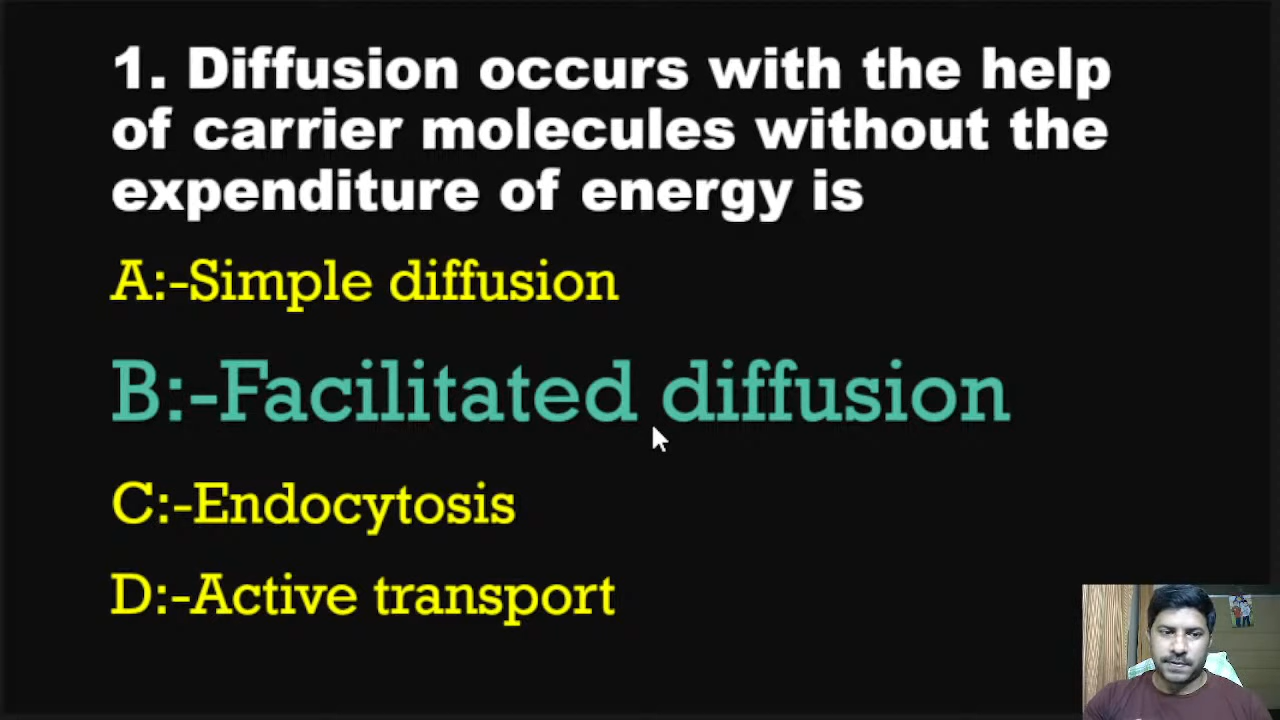 1. Diffusion occurs with the help
of carrier molecules without the
expenditure of energy is
A:-Simple diffusion
B:-Facilitated diffusion
C:-Endocytosis
D:-Active transport